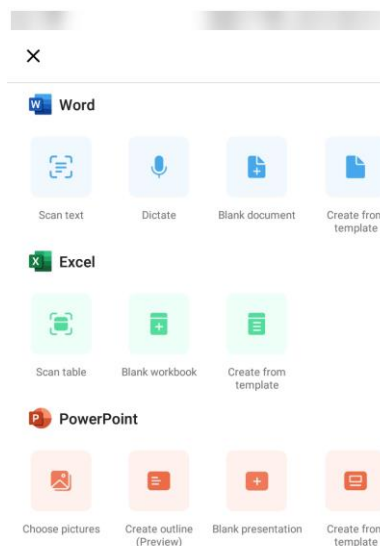 Word
Scan text Dictate Blank document Create from
template
Excel
Scan table Blank workbook Create from
template
PowerPoint
Choose pictures Create outline Blank presentation Create from
(Preview) template